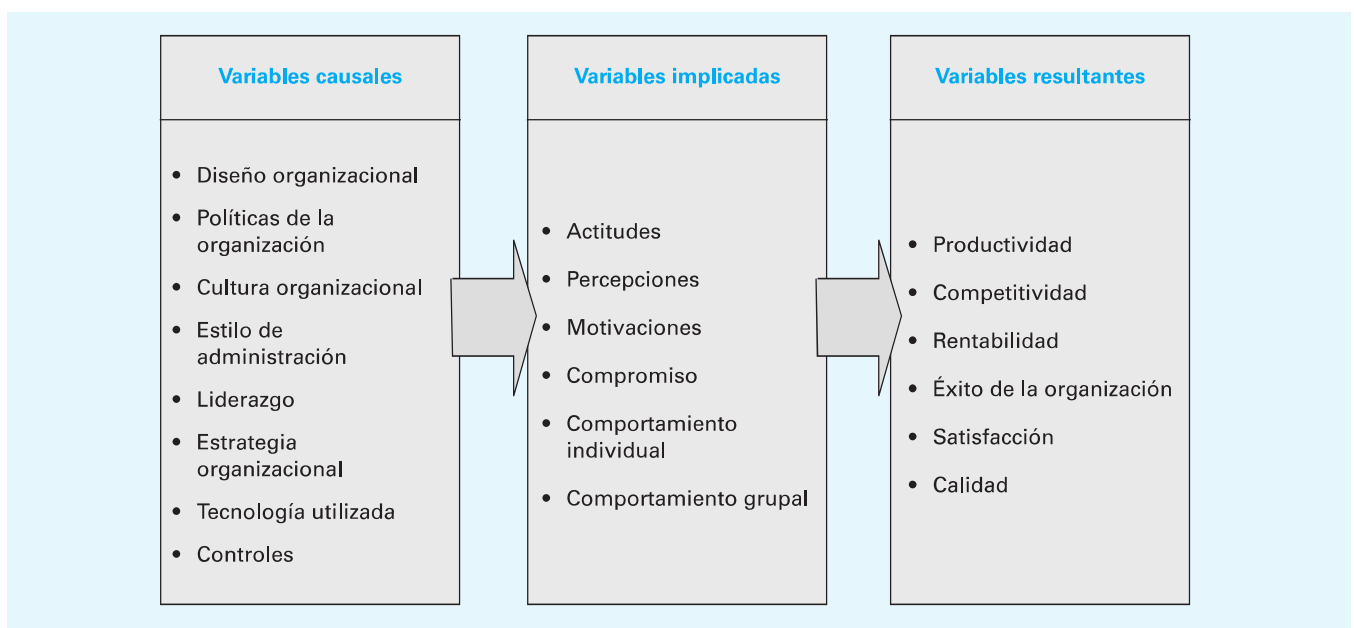 Variables causales
• Diseño organizacional
• Políticas de la
organización
• Cultura organizacional
• Estilo de
administración
• Liderazgo
• Estrategia
organizacional
• Tecnología utilizada
• Controles
Variables implicadas
• Actitudes
• Percepciones
• Motivaciones
• Compromiso
• Comportamiento
individual
• Comportamiento grupal
Variables resultantes
• Productividad
• Competitividad
• Rentabilidad
• Éxito de la organización
• Satisfacción
• Calidad